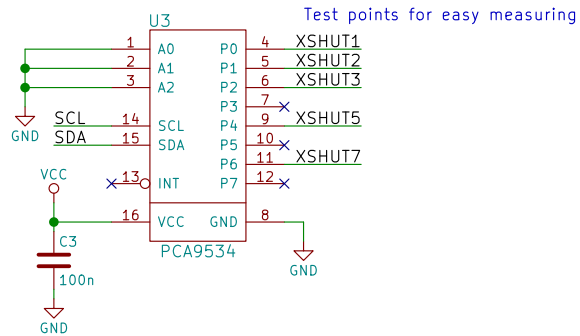 Test points for easy measuring
U3
1 A0 P0 4 XSHUT1
2 A1 P1 5 XSHUT2
3 A2 P2 6 XSHUT3
P3 7
GND
SCL 14 SCL P4 9 XSHUT5
SDA 15 SDA P5 10
P6 11 XSHUT7
VCC
13 INT P7 12
16 VCC GND 8
C3
PCA9534
100n
GND
GND